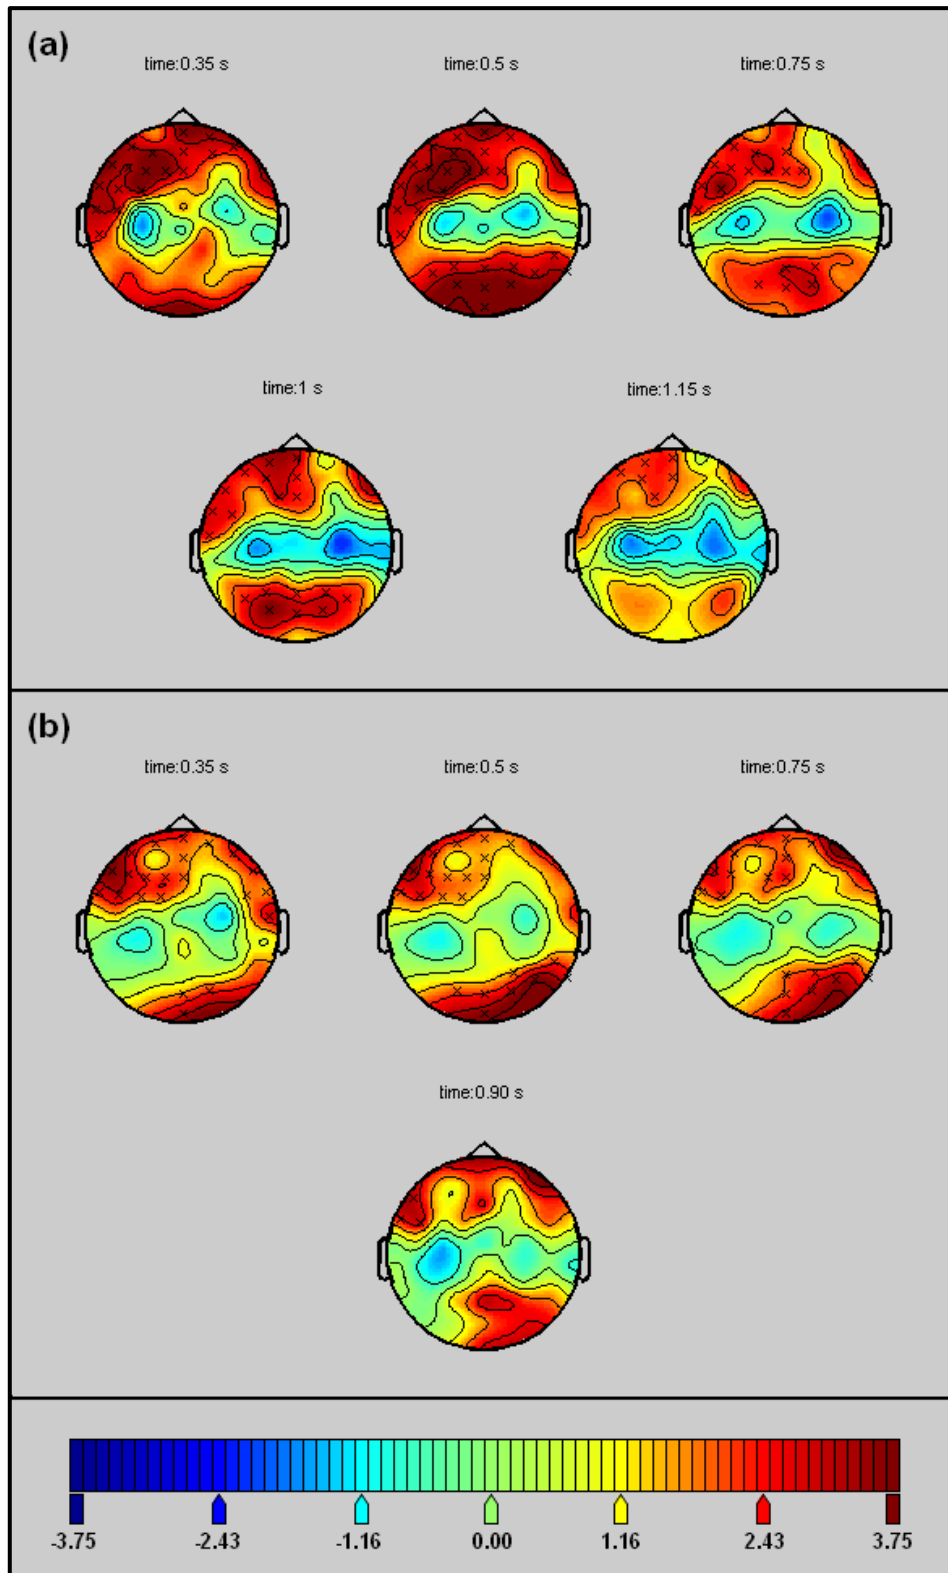 (a)
time:0.35 s
time:0.5 s
time:0.75 s
time:1 s
time:1.15 s
(b)
time:0.35 s
time:0.5 s
time:0.75 s
time:0.90 s
-3.75 -2.43 -1.16 0.00 1.16 2.43 3.75